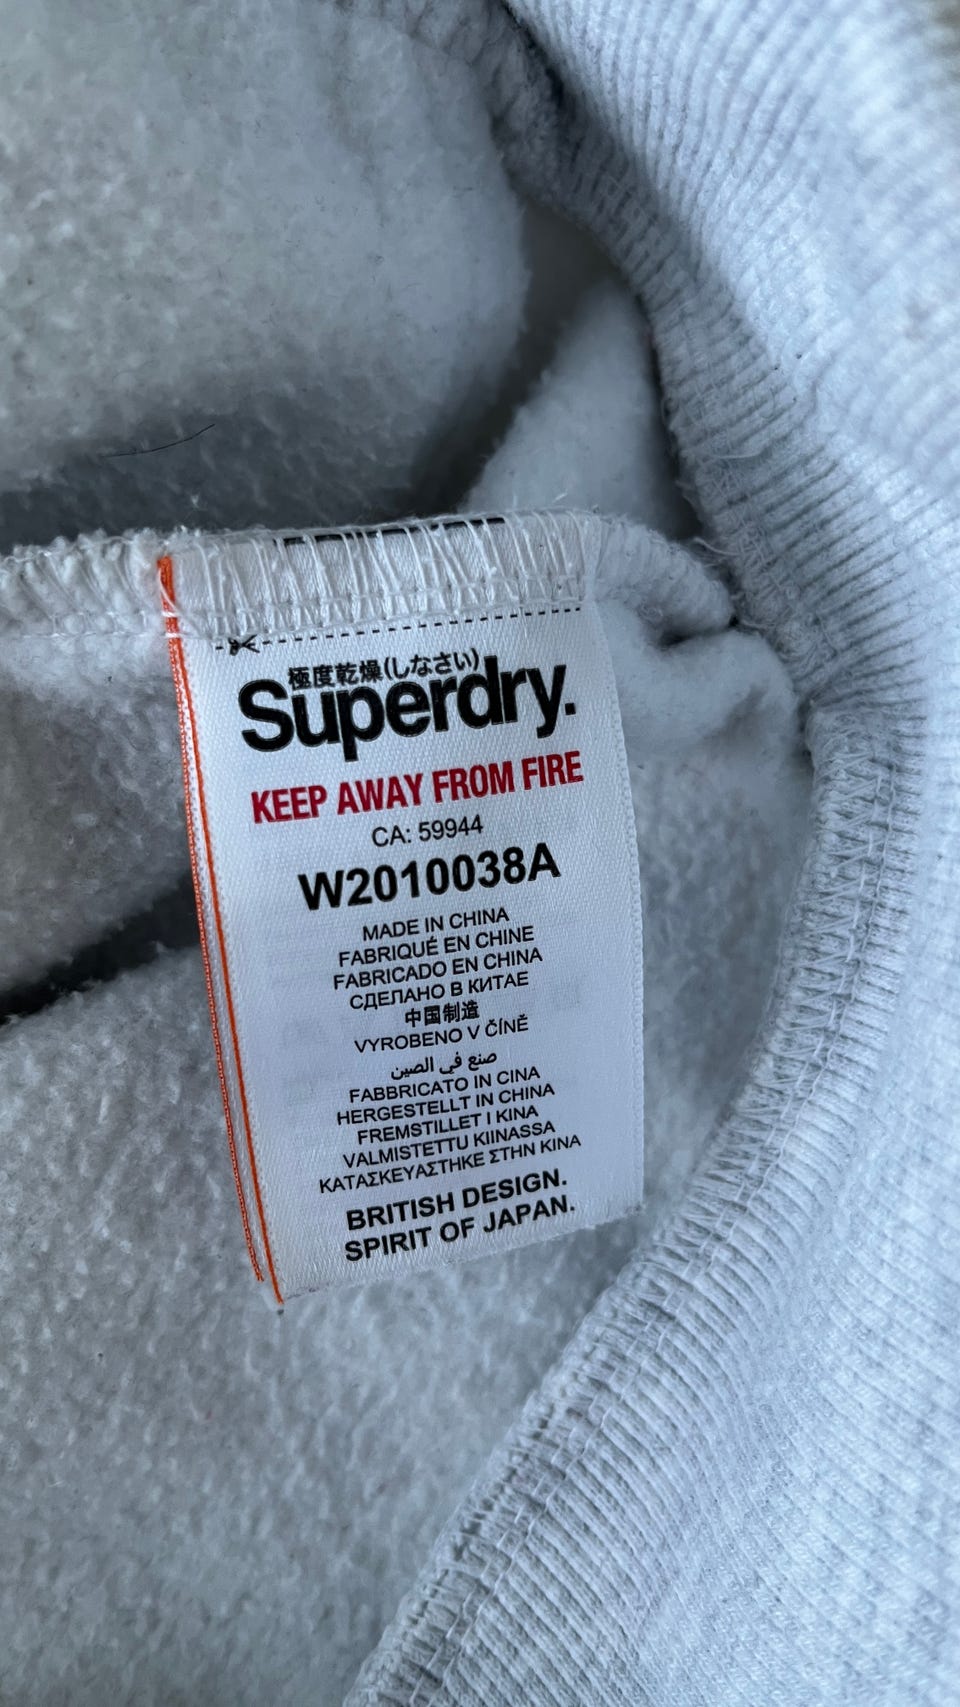 極度乾燥(しなさい)
Superdry.
KEEP AWAY FROM FIRE
CA: 59944
W2010038A
MADE IN CHINA
FABRIQUÉ EN CHINE
FABRICADO EN CHINA
СДЕЛАНО В КИТАЕ
中国制造
VYROBENO V ČÍNĚ
صنع في الصين
FABBRICATO IN CINA
HERGESTELLT IN CHINA
FREMSTILLET I KINA
VALMISTETTU KIINASSA
ΚΑΤΑΣΚΕΥΑΣΤΗΚΕ ΣΤΗΝ ΚΙΝΑ
BRITISH DESIGN.
SPIRIT OF JAPAN.